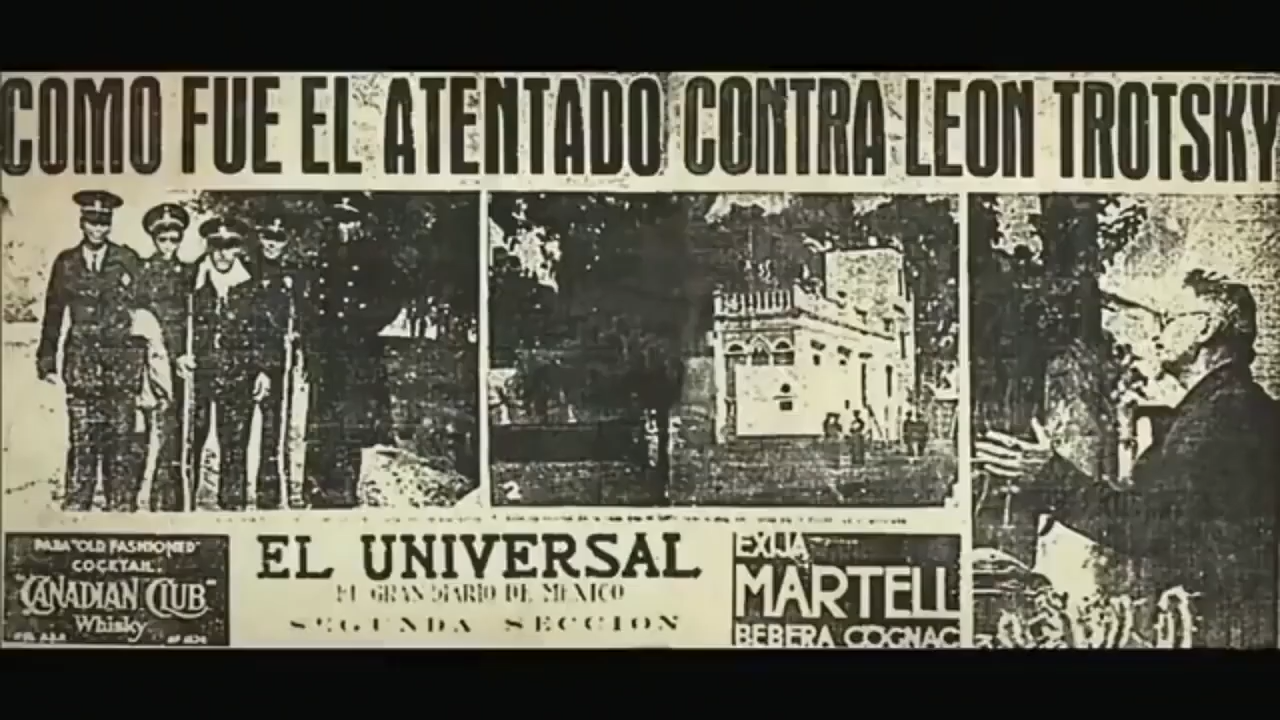 COMO FUE EL ATENTADO CONTRA LEON TROTSKY
2
PARA "OLD FASHIONED"
COCKTAIL:
"CANADIAN CLUB"
Whisky
EL UNIVERSAL
EL GRAN DIARIO DE MEXICO
SEGUNDA SECCION
EXIJA
MARTELL
BEBERA COGNAC